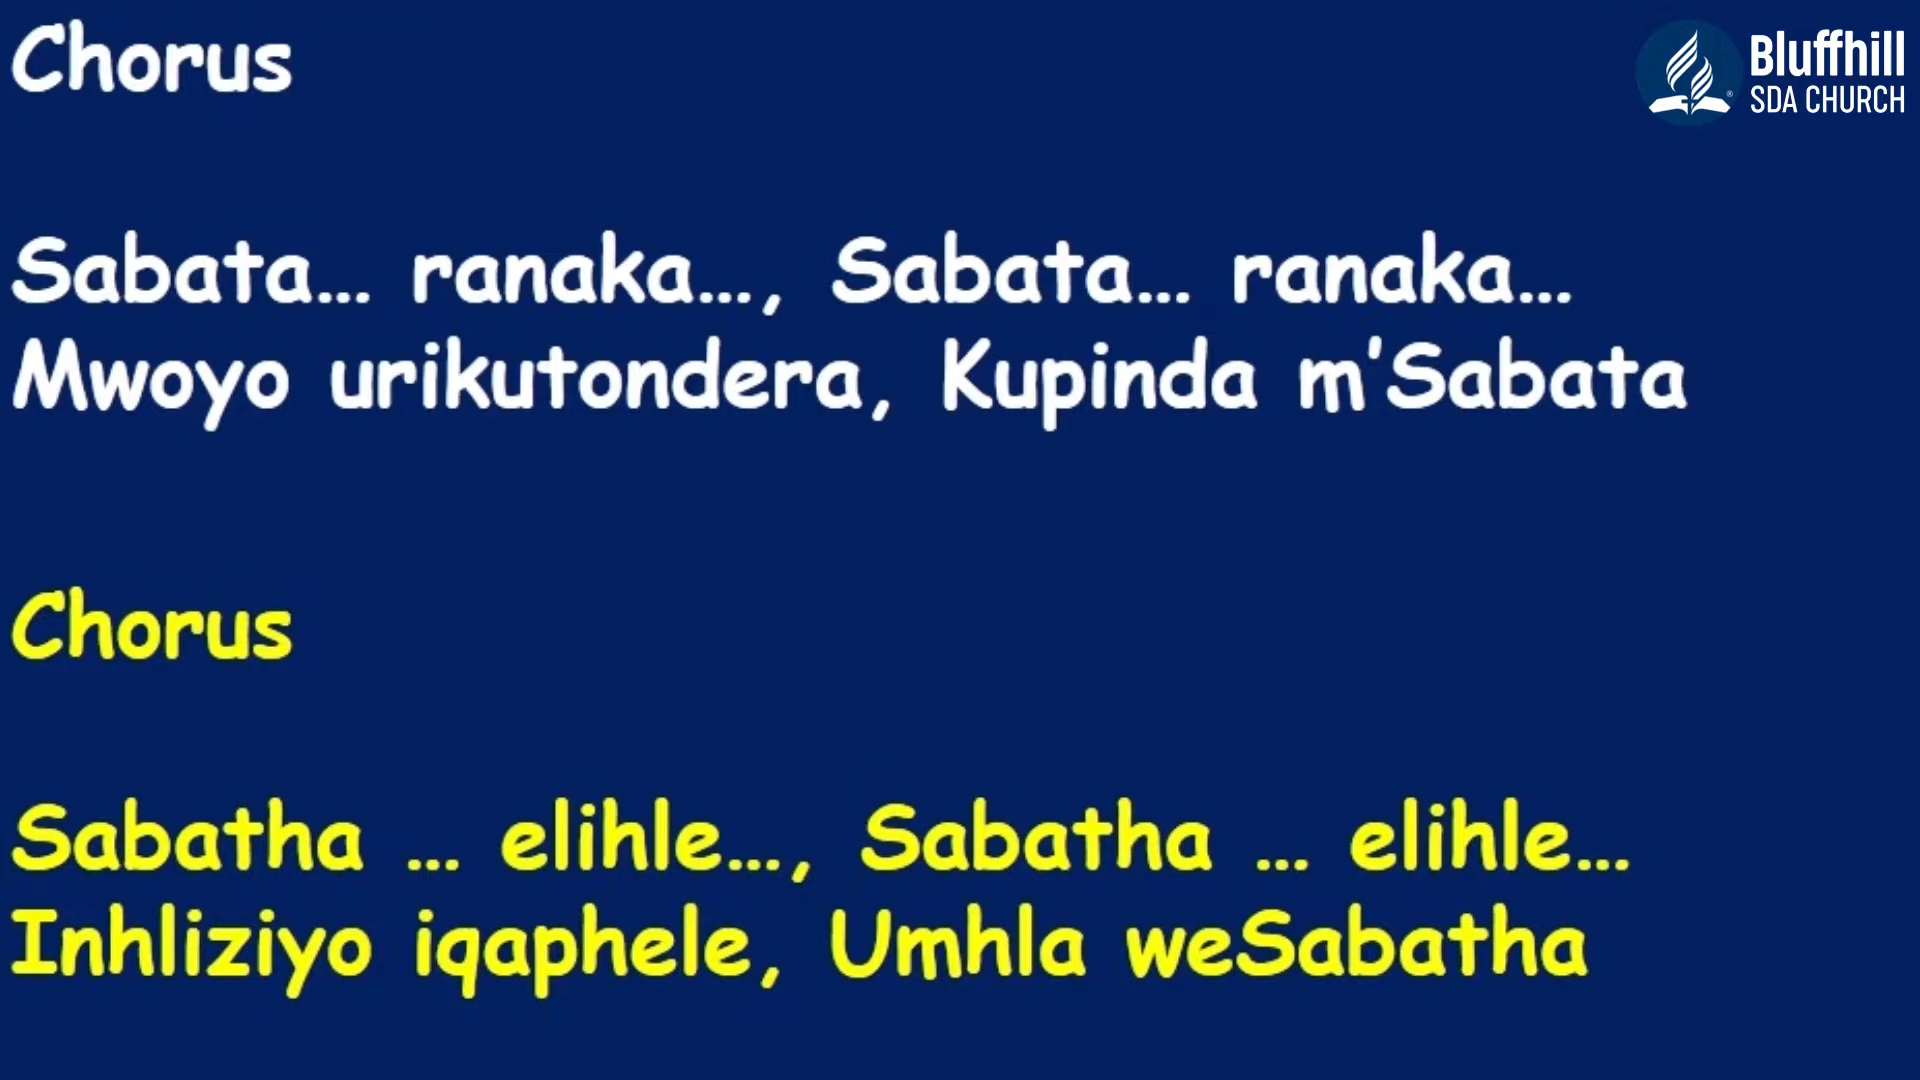 Chorus
Bluffhill
SDA CHURCH
Sabata... ranaka..., Sabata... ranaka...
Mwoyo urikutondera, Kupinda m'Sabata
Chorus
Sabatha ... elihle..., Sabatha ... elihle...
Inhliziyo iqaphele, Umhla weSabatha